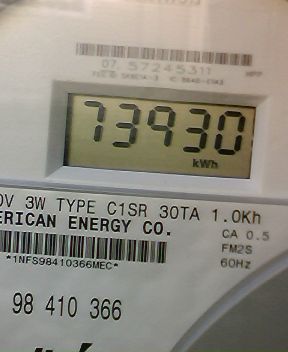 07 57245311
73930
kWh
0V 3W TYPE C1SR 30TA 1.0Kh
ERICAN ENERGY CO.
CA 0.5
FM2S
*1NFS98410366MEC*
60Hz
98 410 366